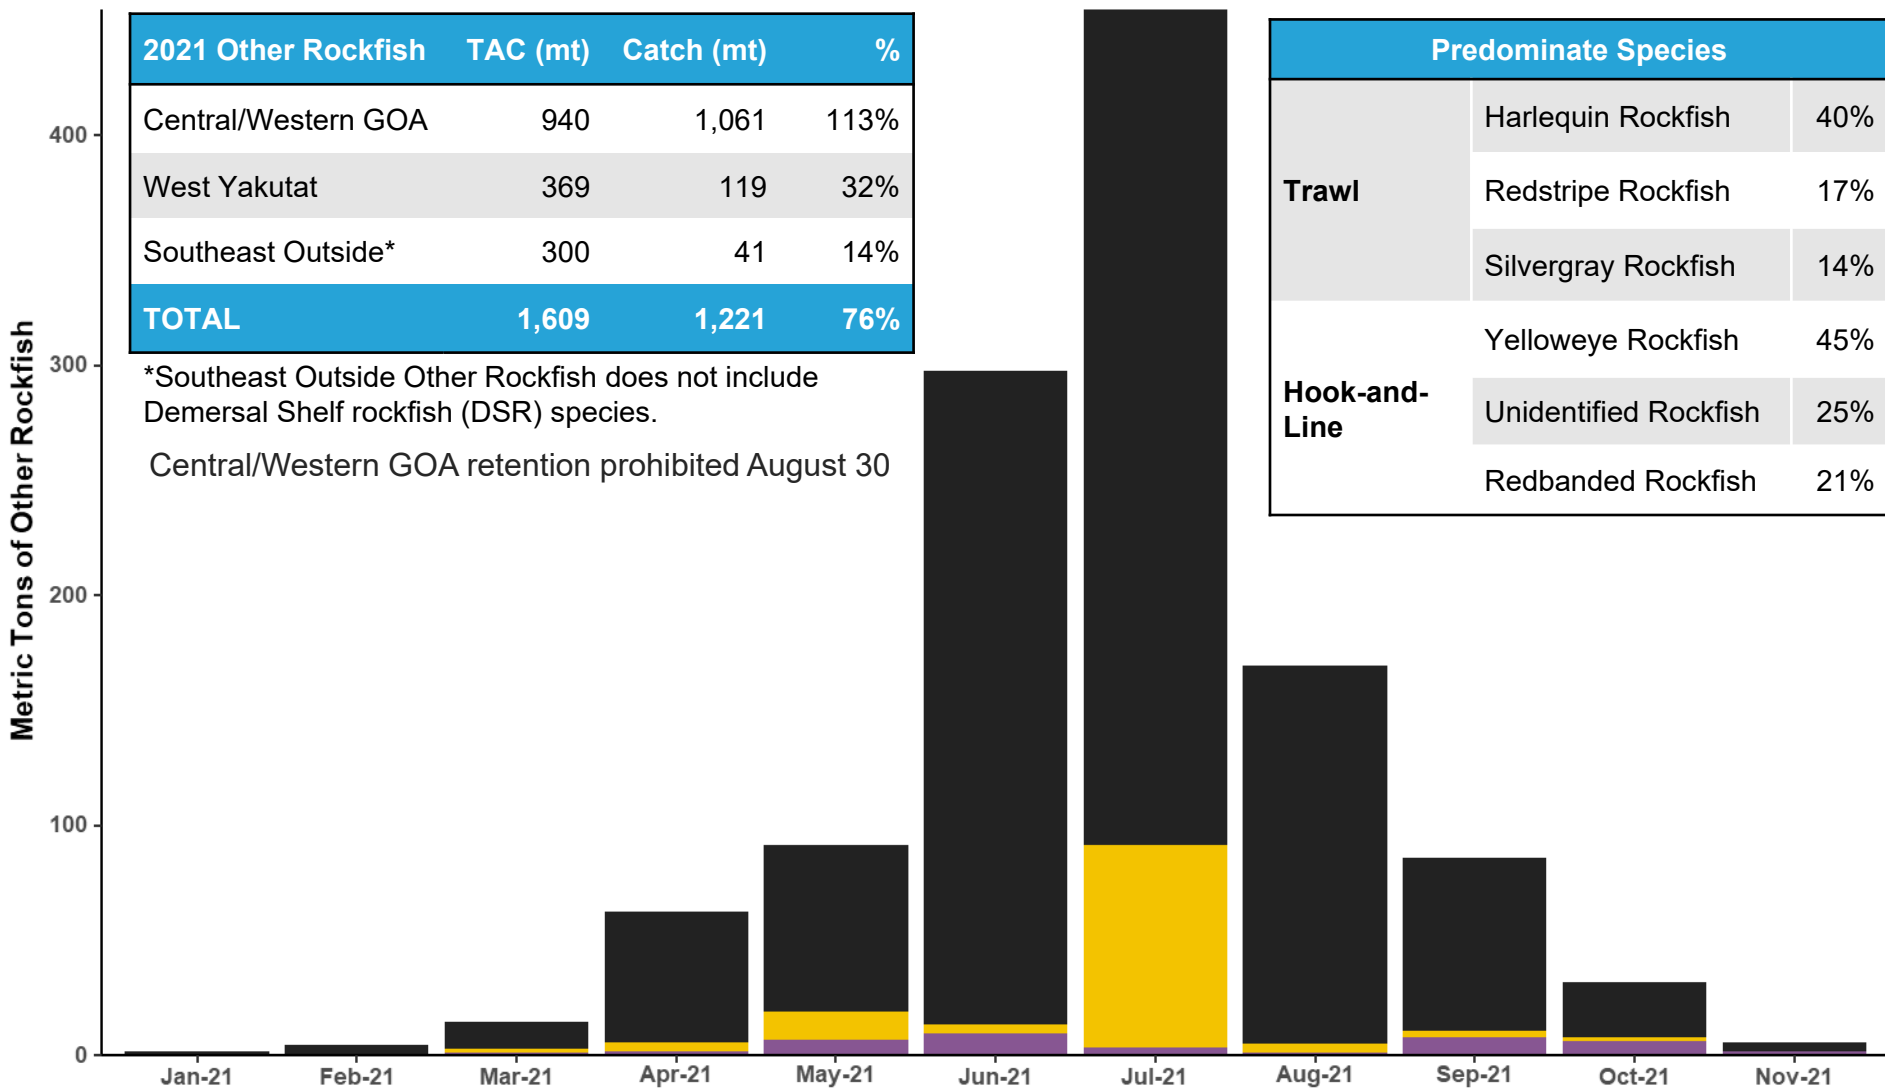 2021 Other Rockfish TAC (mt) Catch (mt) %
Central/Western GOA 940 1,061 113%
West Yakutat 369 119 32%
Southeast Outside* 300 41 14%
TOTAL 1,609 1,221 76%
*Southeast Outside Other Rockfish does not include
Demersal Shelf rockfish (DSR) species.
Central/Western GOA retention prohibited August 30
Predominate Species
Trawl
Harlequin Rockfish 40%
Redstripe Rockfish 17%
Silvergray Rockfish 14%
Hook-and-
Line
Yelloweye Rockfish 45%
Unidentified Rockfish 25%
Redbanded Rockfish 21%
Metric Tons of Other Rockfish
400
300
200
100
0
Jan-21 Feb-21 Mar-21 Apr-21 May-21 Jun-21 Jul-21 Aug-21 Sep-21 Oct-21 Nov-21